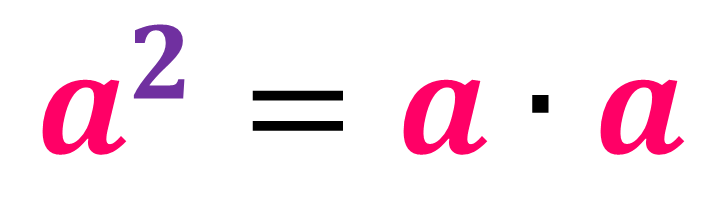 a² = a · a